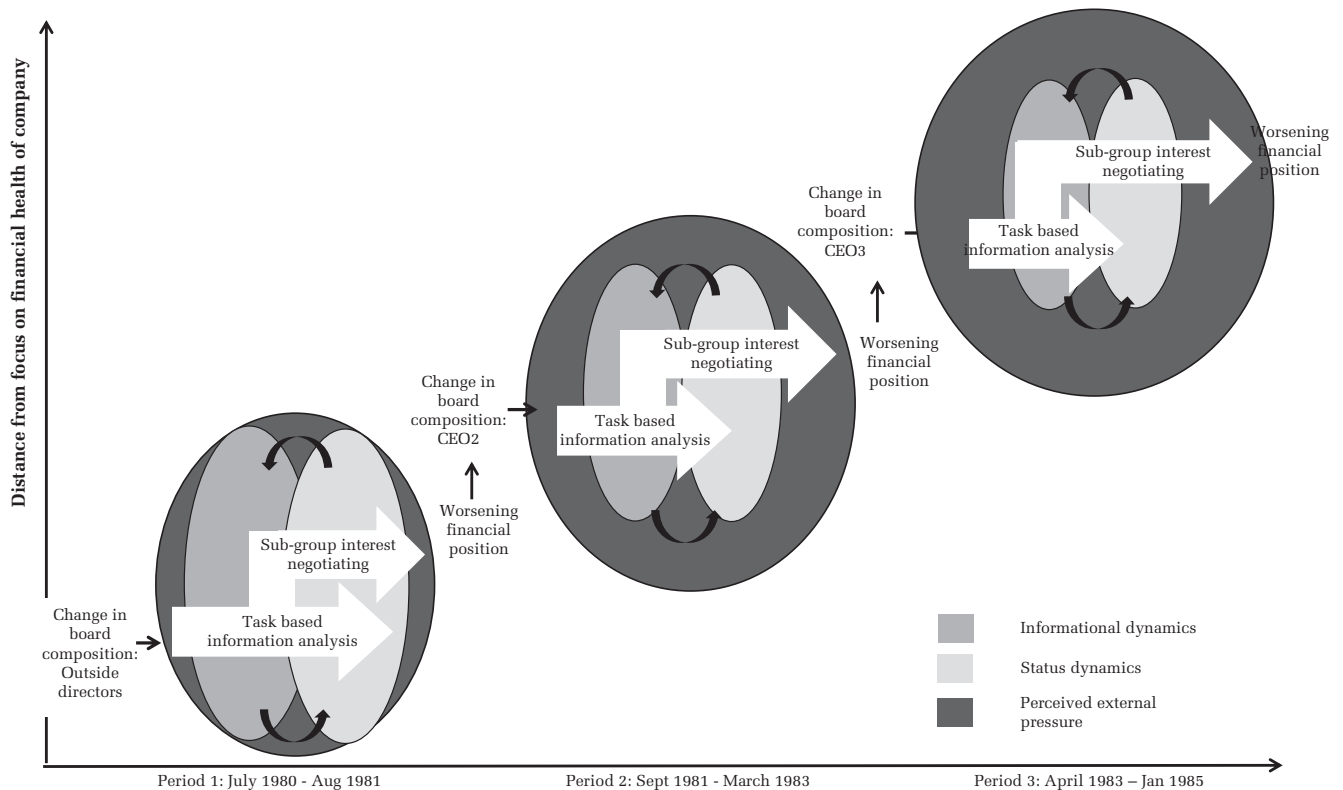 Distance from focus on financial health of company
Change in
board
composition:
Outside
directors
Sub-group interest
negotiating
Task based
information analysis
Worsening
financial
position
Change in
board
composition:
CEO2
Sub-group interest
negotiating
Task based
information analysis
Worsening
financial
position
Change in
board
composition:
CEO3
Sub-group interest
negotiating
Task based
information analysis
Worsening
financial
position
Informational dynamics
Status dynamics
Perceived external
pressure
Period 1: July 1980 - Aug 1981
Period 2: Sept 1981 - March 1983
Period 3: April 1983 – Jan 1985